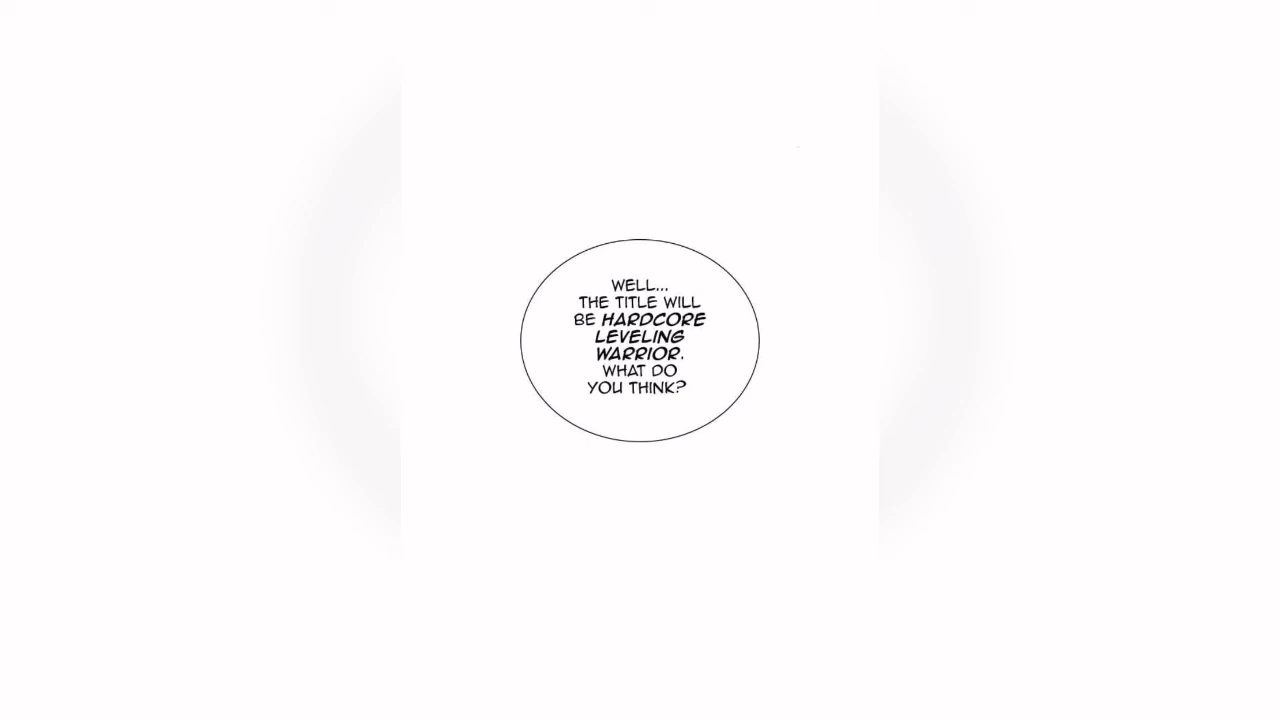 WELL...
THE TITLE WILL
BE HARDCORE
LEVELING
WARRIOR.
WHAT DO
YOU THINK?